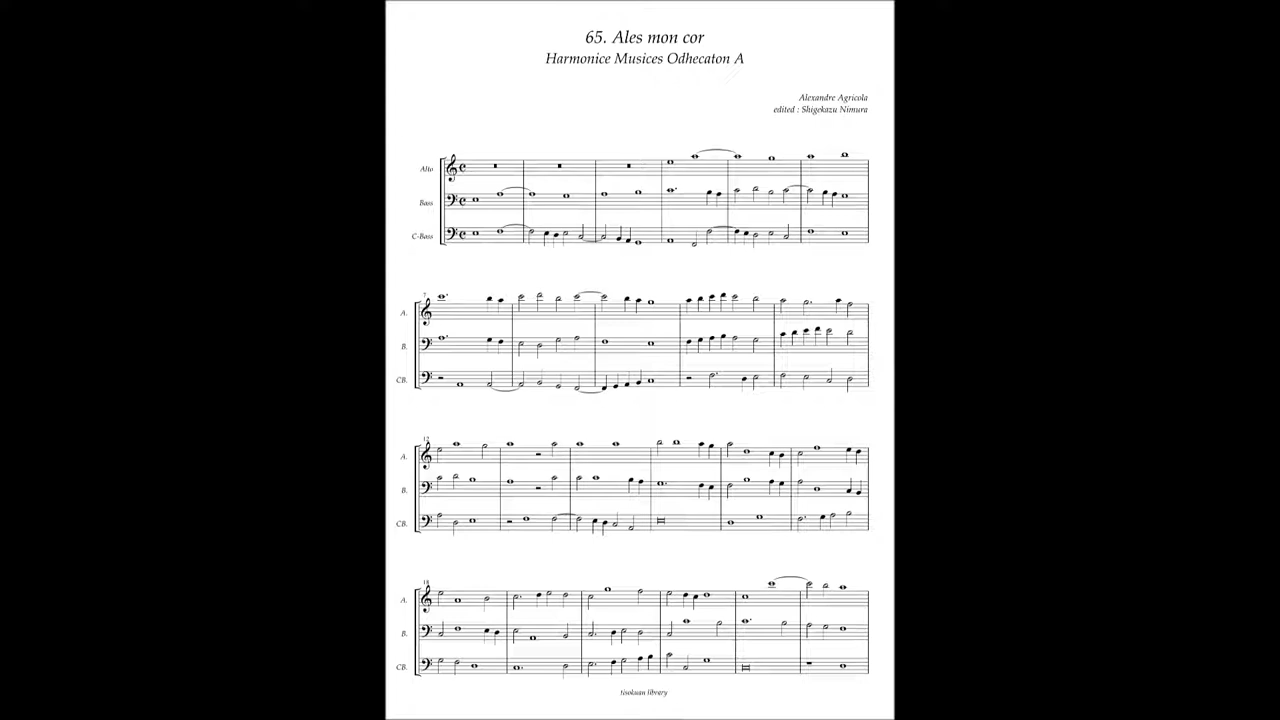 65. Ales mon cor
Harmonice Musices Odhecaton A
Alexandre Agricola
edited : Shigekazu Nimura
Alto
Bass
C-Bass
7
A.
B.
CB.
12
A.
B.
CB.
18
A.
B.
CB.
tisokuan library